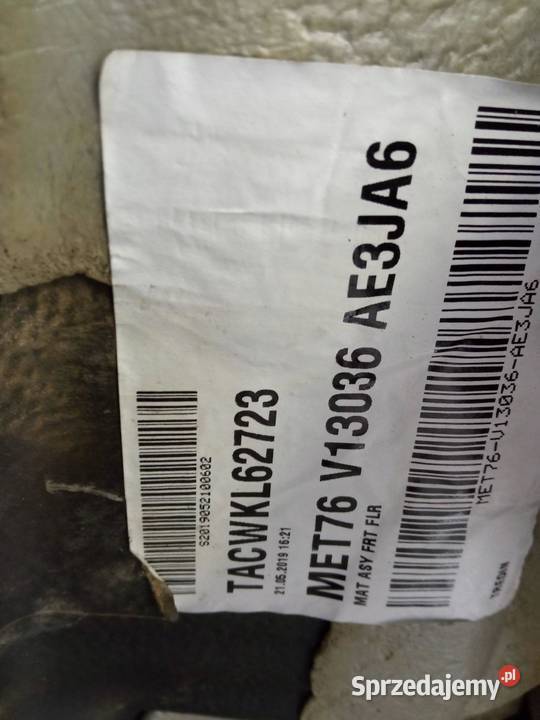 S2019052100602
TACWKL62723
21.05.2019 16:21
MET76 V13036 AE3JA6
MAT ASY FRT FLR
MET76-V13036-AE3JA6
Sprzedajemy.pl